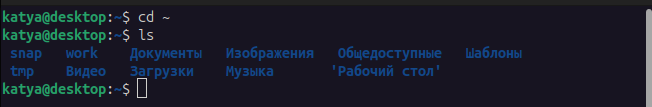 katya@desktop:~$ cd ~
katya@desktop:~$ ls
snap work Документы Изображения Общедоступные Шаблоны
tmp Видео Загрузки Музыка 'Рабочий стол'
katya@desktop:~$